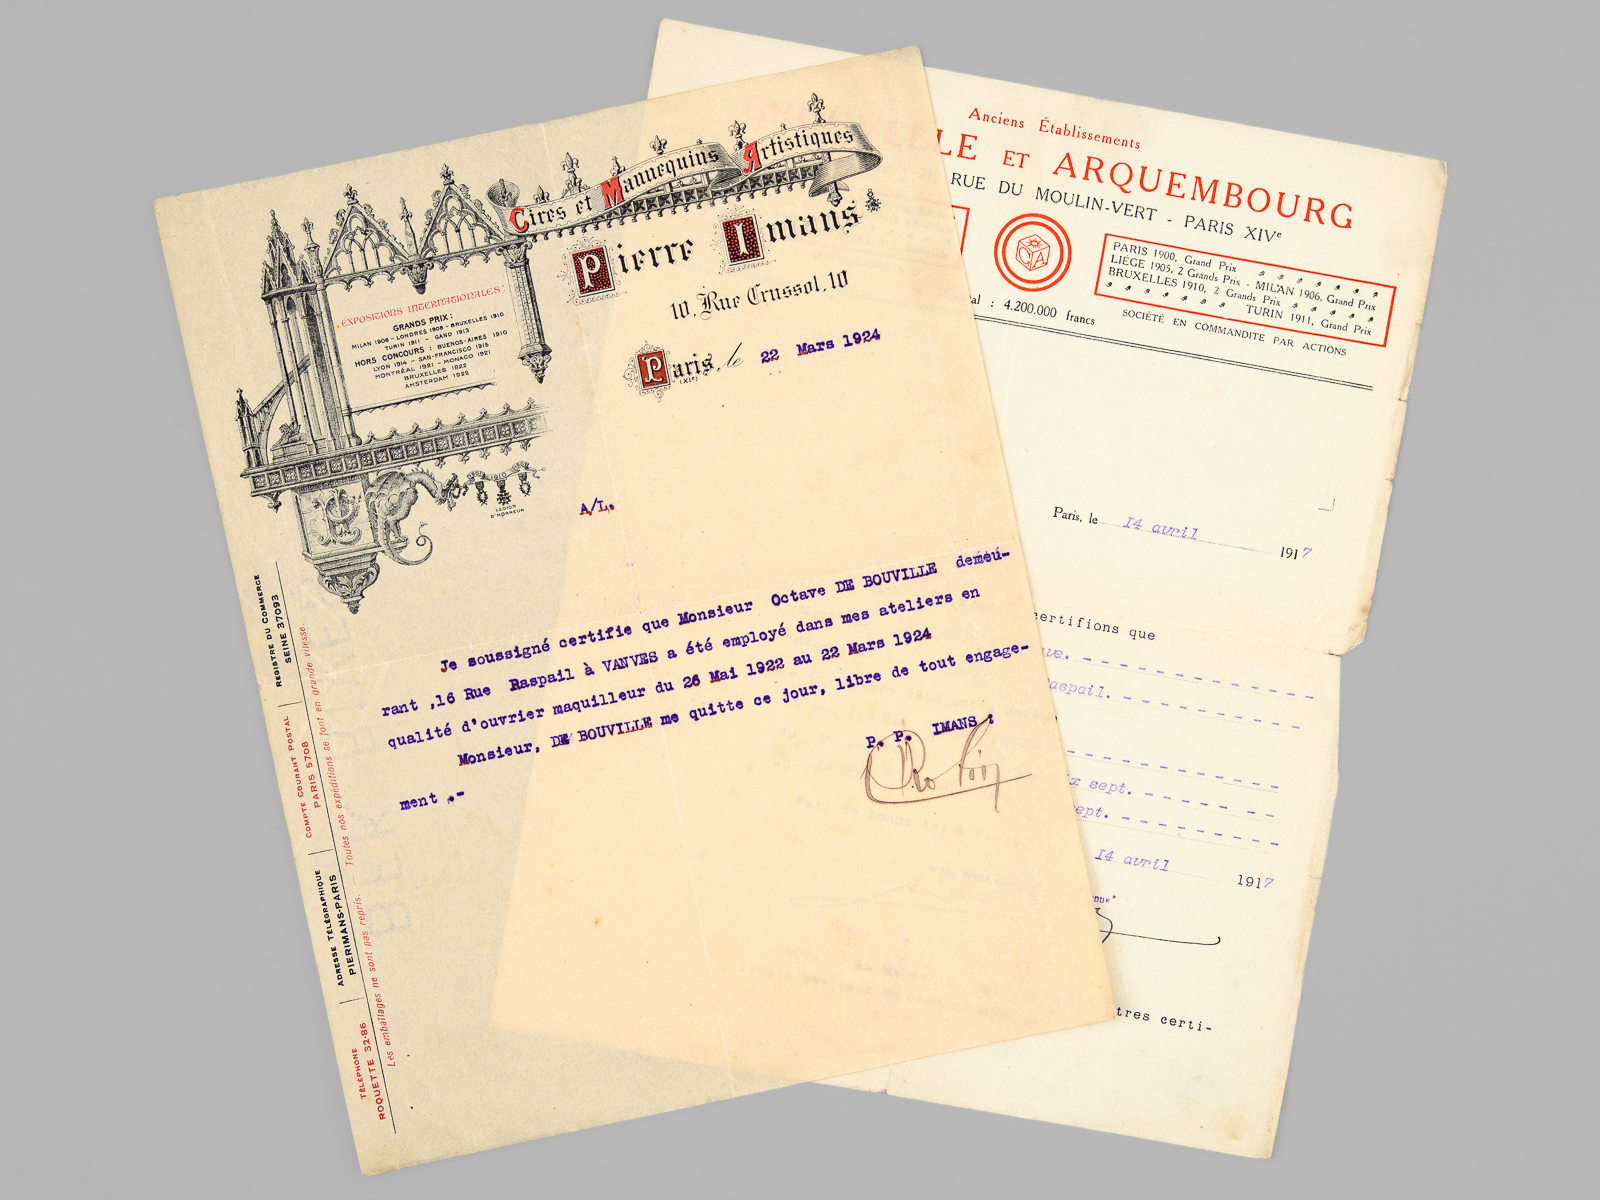 Cires et Mannequins Artistiques
Pierre Imans
10, Rue Crussol, 10
Paris, le 22 Mars 1924
(XIᵉ)
EXPOSITIONS INTERNATIONALES:
GRANDS PRIX:
MILAN 1906 - LONDRES 1908 - BRUXELLES 1910
TURIN 1911 - GAND 1913
HORS CONCOURS : BUENOS-AIRES 1910
LYON 1914 - SAN-FRANCISCO 1915
MONTRÉAL 1921 - MONACO 1921
BRUXELLES 1922
AMSTERDAM 1922
1910
LEGION
D'HONNEUR
A/L.
Je soussigné certifie que Monsieur Octave DE BOUVILLE demeu-
rant ,16 Rue Raspail à VANVES a été employé dans mes ateliers en
qualité d'ouvrier maquilleur du 26 Mai 1922 au 22 Mars 1924
Monsieur, DE BOUVILLE me quitte ce jour, libre de tout engage-
ment .-
P. P. IMANS :
REGISTRE DU COMMERCE
SEINE 37093
COMPTE COURANT POSTAL
PARIS 5708
ADRESSE TÉLÉGRAPHIQUE
PIERIMANS-PARIS
TÉLÉPHONE
ROQUETTE 32-86
Les emballages ne sont pas repris. — Toutes nos expéditions se font en grande vitesse.
Anciens Établissements
LE ET ARQUEMBOURG
RUE DU MOULIN-VERT - PARIS XIVᵉ
PARIS 1900, Grand Prix
LIÈGE 1905, 2 Grands Prix - MILAN 1906, Grand Prix
BRUXELLES 1910, 2 Grands Prix
TURIN 1911, Grand Prix
tal : 4.200.000 francs
SOCIÉTÉ EN COMMANDITE PAR ACTIONS
Paris, le 14 avril 1917
certifions que
ve.
aspail.
x sept.
ept.
14 avril 1917
tres certi-